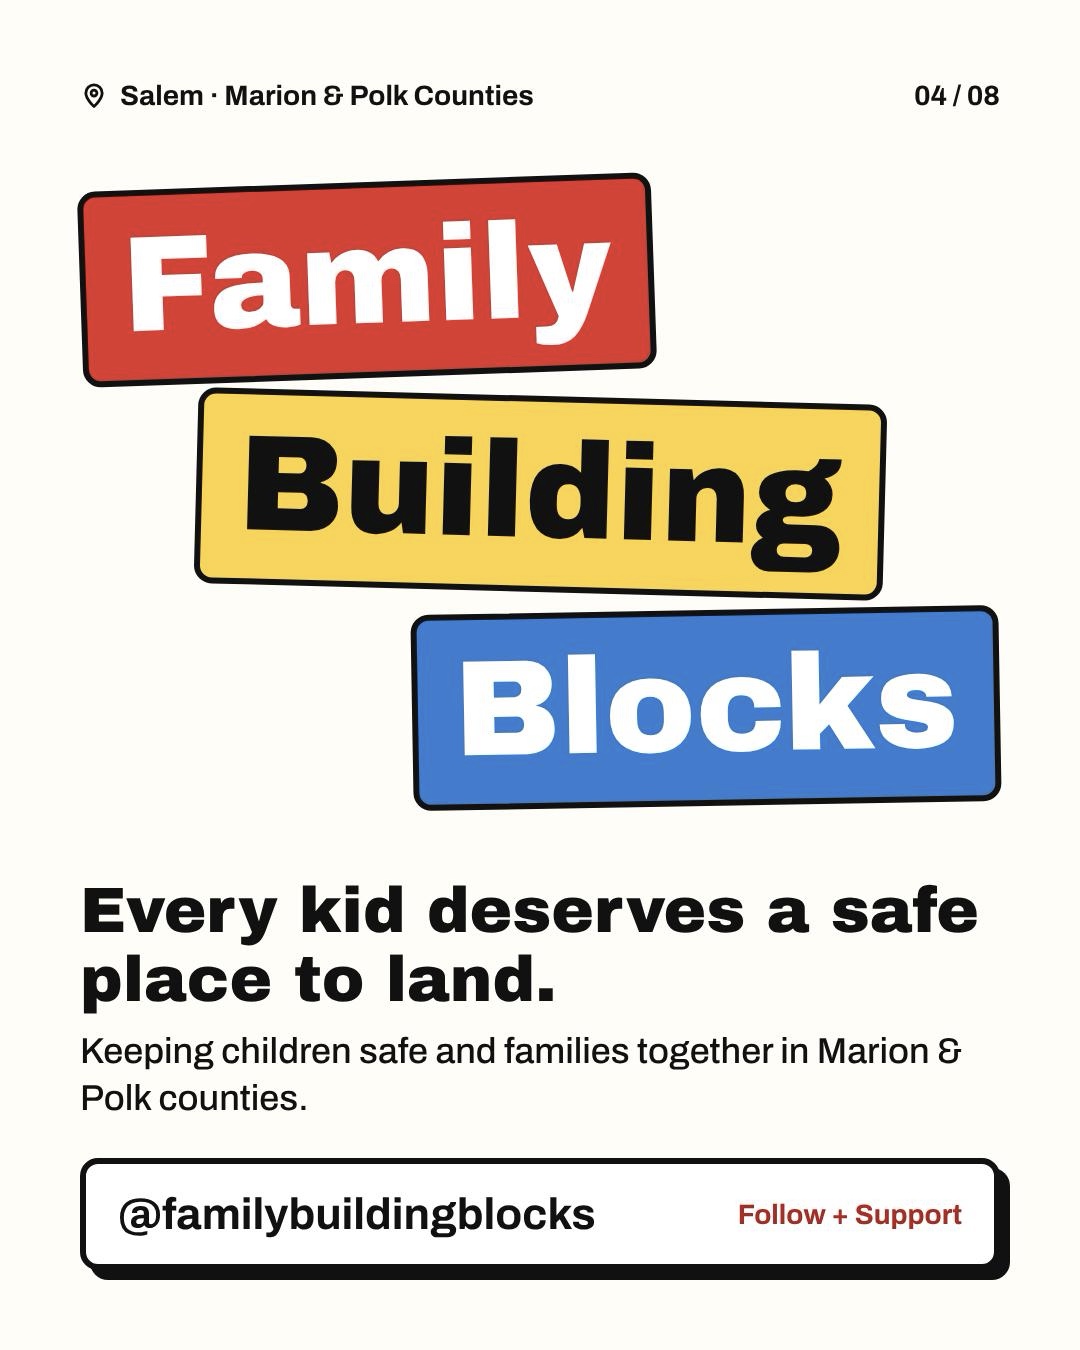 Salem · Marion & Polk Counties
04 / 08
Family
Building
Blocks
Every kid deserves a safe
place to land.
Keeping children safe and families together in Marion &
Polk counties.
@familybuildingblocks
Follow + Support